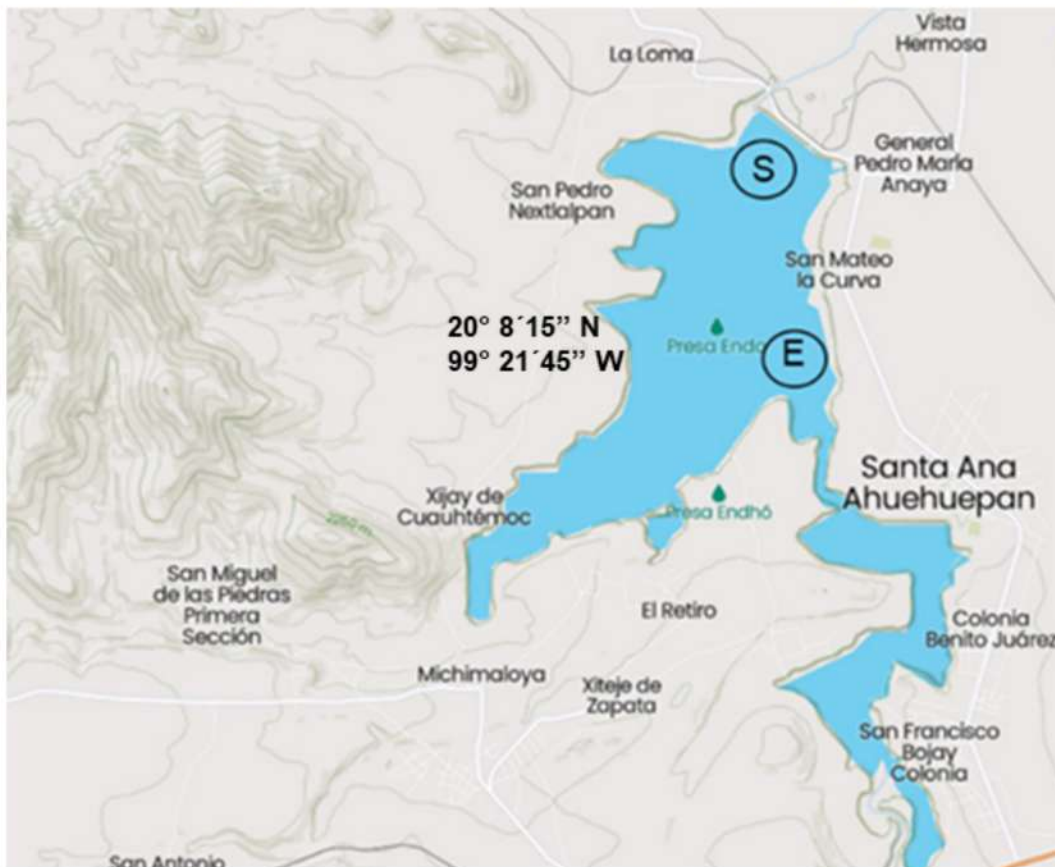 Vista
Hermosa
La Loma
General
Pedro María
Anaya
S
San Pedro
Nextlalpan
San Mateo
la Curva
20° 8´15” N
99° 21´45” W
Presa Endo
E
Santa Ana
Ahuehuepan
Xijay de
Cuauhtémoc
Presa Endhó
2250 m
San Miguel
de las Piedras
Primera
Sección
El Retiro
Colonia
Benito Juárez
Michimaloya
Xiteje de
Zapata
San Francisco
Bojay
Colonia
San Antonio